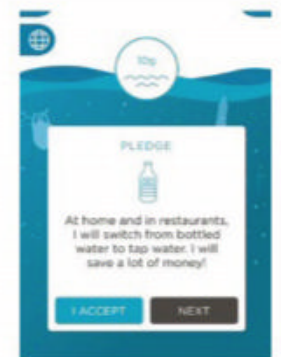 10g
PLEDGE
At home and in restaurants,
I will switch from bottled
water to tap water. I will
save a lot of money!
I ACCEPT
NEXT